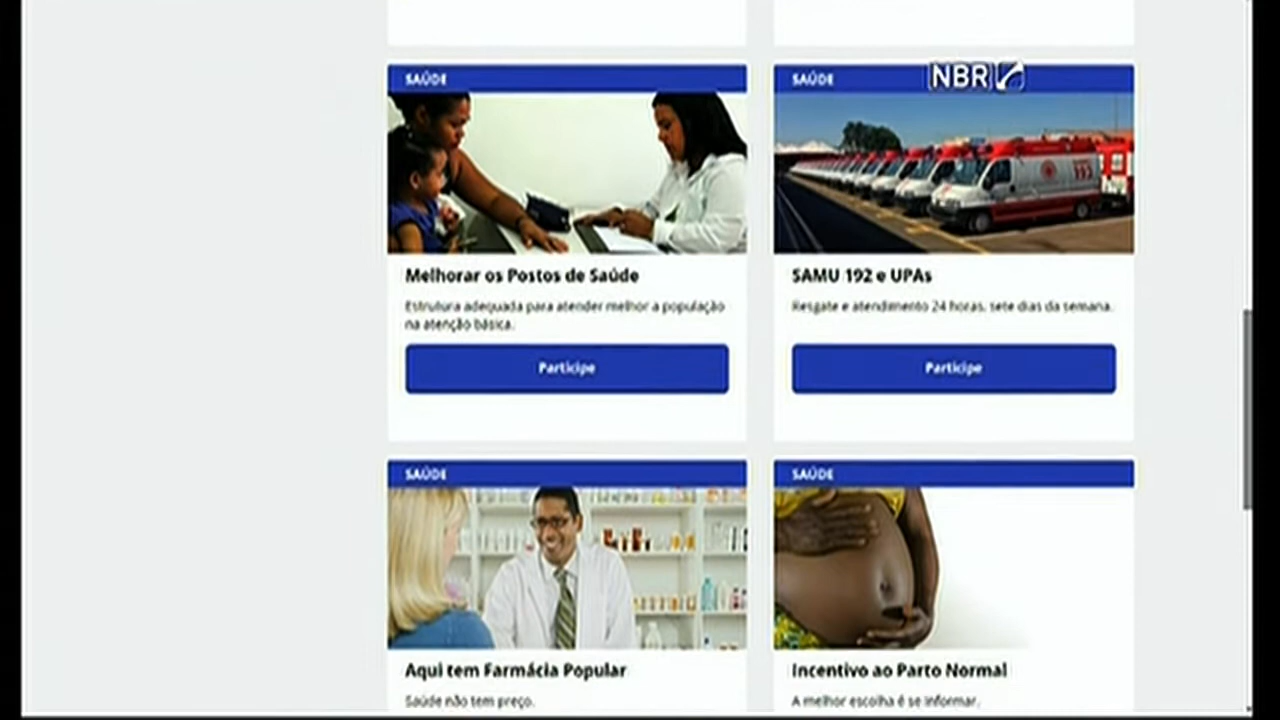 SAÚDE
SAÚDE
NBR
193
Melhorar os Postos de Saúde
Estrutura adequada para atender melhor a população
na atenção básica.
Participe
SAMU 192 e UPAs
Resgate e atendimento 24 horas, sete dias da semana.
Participe
SAÚDE
SAÚDE
Aqui tem Farmácia Popular
Saúde não tem preço.
Incentivo ao Parto Normal
A melhor escolha é se informar.